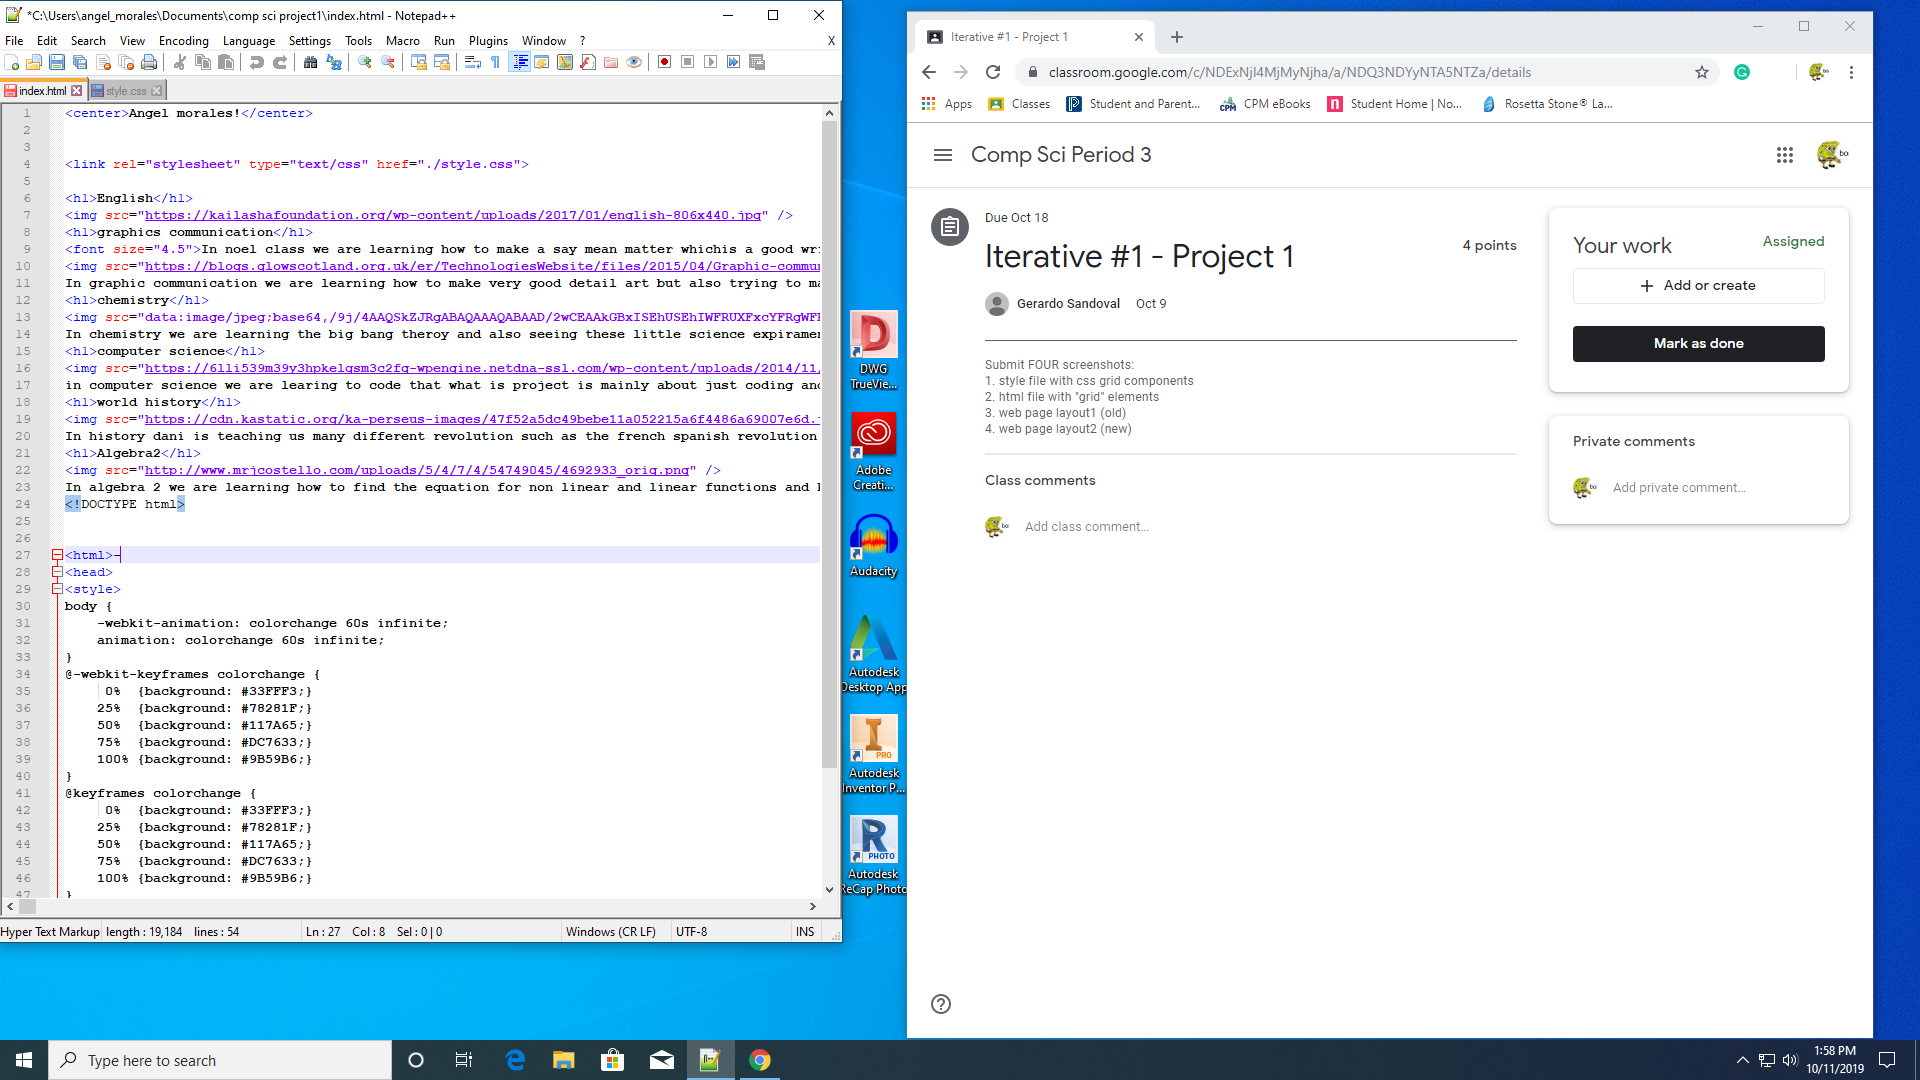 *C:\Users\angel_morales\Documents\comp sci project1\index.html - Notepad++
File Edit Search View Encoding Language Settings Tools Macro Run Plugins Window ? X
index.html style.css
1 <center>Angel morales!</center>
2
3
4 <link rel="stylesheet" type="text/css" href="./style.css">
5
6 <h1>English</h1>
7 <img src="https://kailashafoundation.org/wp-content/uploads/2017/01/english-806x440.jpg" />
8 <h1>graphics communication</h1>
9 <font size="4.5">In noel class we are learning how to make a say mean matter whichis a good wri
10 <img src="https://blogs.glowscotland.org.uk/er/TechnologiesWebsite/files/2015/04/Graphic-commun
11 In graphic communication we are learning how to make very good detail art but also trying to ma
12 <h1>chemistry</h1>
13 <img src="data:image/jpeg;base64,/9j/4AAQSkZJRgABAQAAAQABAAD/2wCEAAkGBxISEhUSEhIWFRUXFxcYFRgWFR
14 In chemistry we are learning the big bang theroy and also seeing these little science expiramen
15 <h1>computer science</h1>
16 <img src="https://6lli539m39y3hpkelqsm3c2fg-wpengine.netdna-ssl.com/wp-content/uploads/2014/11/
17 in computer science we are learing to code that what is project is mainly about just coding and
18 <h1>world history</h1>
19 <img src="https://cdn.kastatic.org/ka-perseus-images/47f52a5dc49bebe11a052215a6f4486a69007e6d.
20 In history dani is teaching us many different revolution such as the french spanish revolution
21 <h1>Algebra2</h1>
22 <img src="http://www.mrjcostello.com/uploads/5/4/7/4/54749045/4692933_orig.png" />
23 In algebra 2 we are learning how to find the equation for non linear and linear functions and
24 <!DOCTYPE html>
25
26
27 <html>-
28 <head>
29 <style>
30 body {
31 -webkit-animation: colorchange 60s infinite;
32 animation: colorchange 60s infinite;
33 }
34 @-webkit-keyframes colorchange {
35 0% {background: #33FFF3;}
36 25% {background: #78281F;}
37 50% {background: #117A65;}
38 75% {background: #DC7633;}
39 100% {background: #9B59B6;}
40 }
41 @keyframes colorchange {
42 0% {background: #33FFF3;}
43 25% {background: #78281F;}
44 50% {background: #117A65;}
45 75% {background: #DC7633;}
46 100% {background: #9B59B6;}
47 }
Hyper Text Markup length : 19,184 lines : 54 Ln : 27 Col : 8 Sel : 0 | 0 Windows (CR LF) UTF-8 INS
DWG
TrueVie...
Adobe
Creati...
Audacity
Autodesk
Desktop App
PRO
Autodesk
Inventor P...
PHOTO
Autodesk
ReCap Photo
Iterative #1 - Project 1
classroom.google.com/c/NDExNjI4MjMyNjha/a/NDQ3NDYyNTA5NTZa/details
Apps Classes Student and Parent... CPM eBooks Student Home | No... Rosetta Stone® La...
Comp Sci Period 3
Due Oct 18
Iterative #1 - Project 1
4 points
Gerardo Sandoval Oct 9
Submit FOUR screenshots:
1. style file with css grid components
2. html file with "grid" elements
3. web page layout1 (old)
4. web page layout2 (new)
Class comments
Add class comment...
Your work Assigned
+ Add or create
Mark as done
Private comments
Add private comment...
Type here to search
1:58 PM
10/11/2019